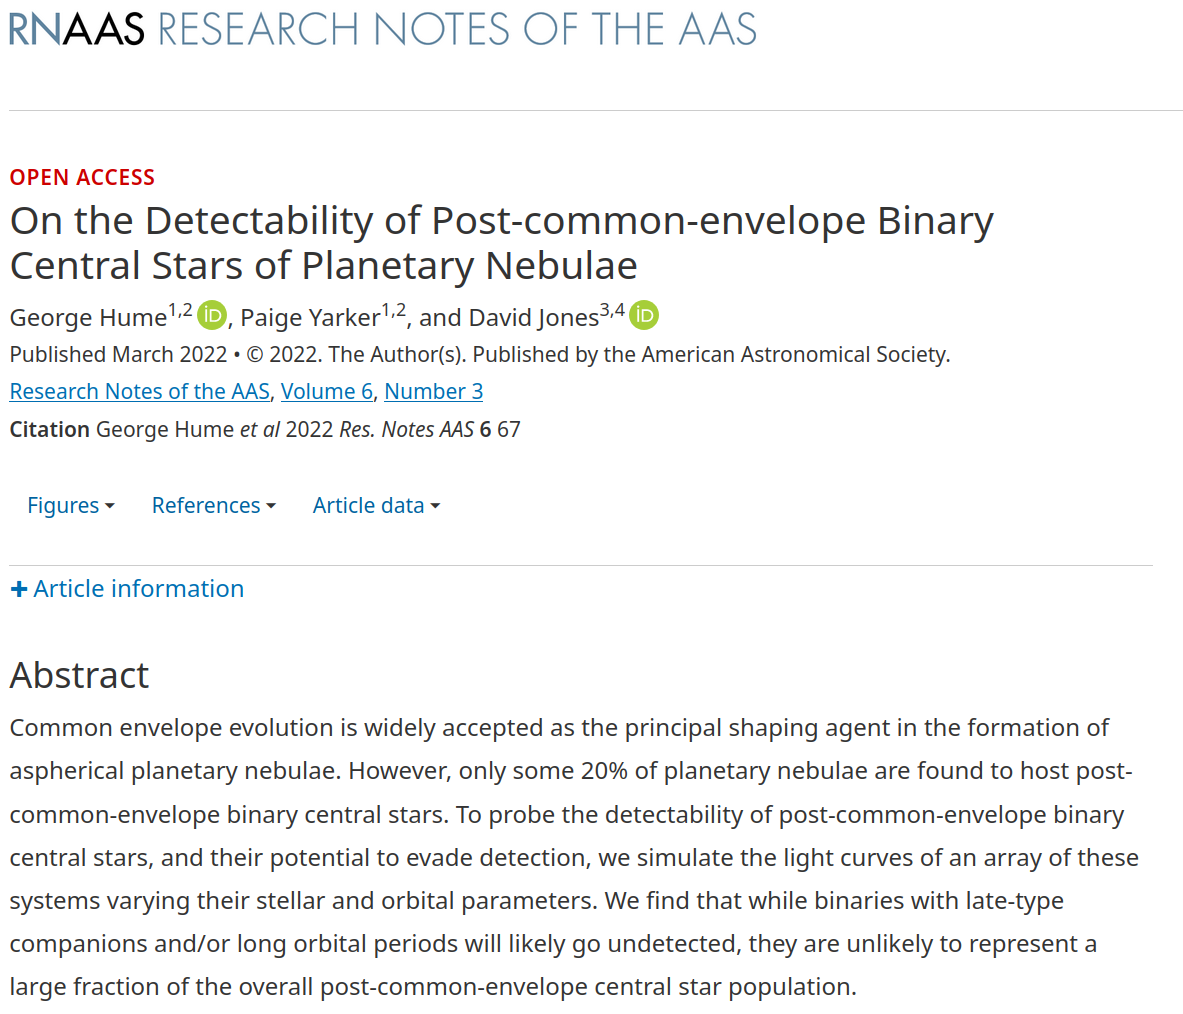 RNAAS RESEARCH NOTES OF THE AAS
OPEN ACCESS
On the Detectability of Post-common-envelope Binary
Central Stars of Planetary Nebulae
George Hume1,2 iD, Paige Yarker1,2, and David Jones3,4 iD
Published March 2022 • © 2022. The Author(s). Published by the American Astronomical Society.
Research Notes of the AAS, Volume 6, Number 3
Citation George Hume et al 2022 Res. Notes AAS 6 67
Figures References Article data
+ Article information
Abstract
Common envelope evolution is widely accepted as the principal shaping agent in the formation of
aspherical planetary nebulae. However, only some 20% of planetary nebulae are found to host post-
common-envelope binary central stars. To probe the detectability of post-common-envelope binary
central stars, and their potential to evade detection, we simulate the light curves of an array of these
systems varying their stellar and orbital parameters. We find that while binaries with late-type
companions and/or long orbital periods will likely go undetected, they are unlikely to represent a
large fraction of the overall post-common-envelope central star population.